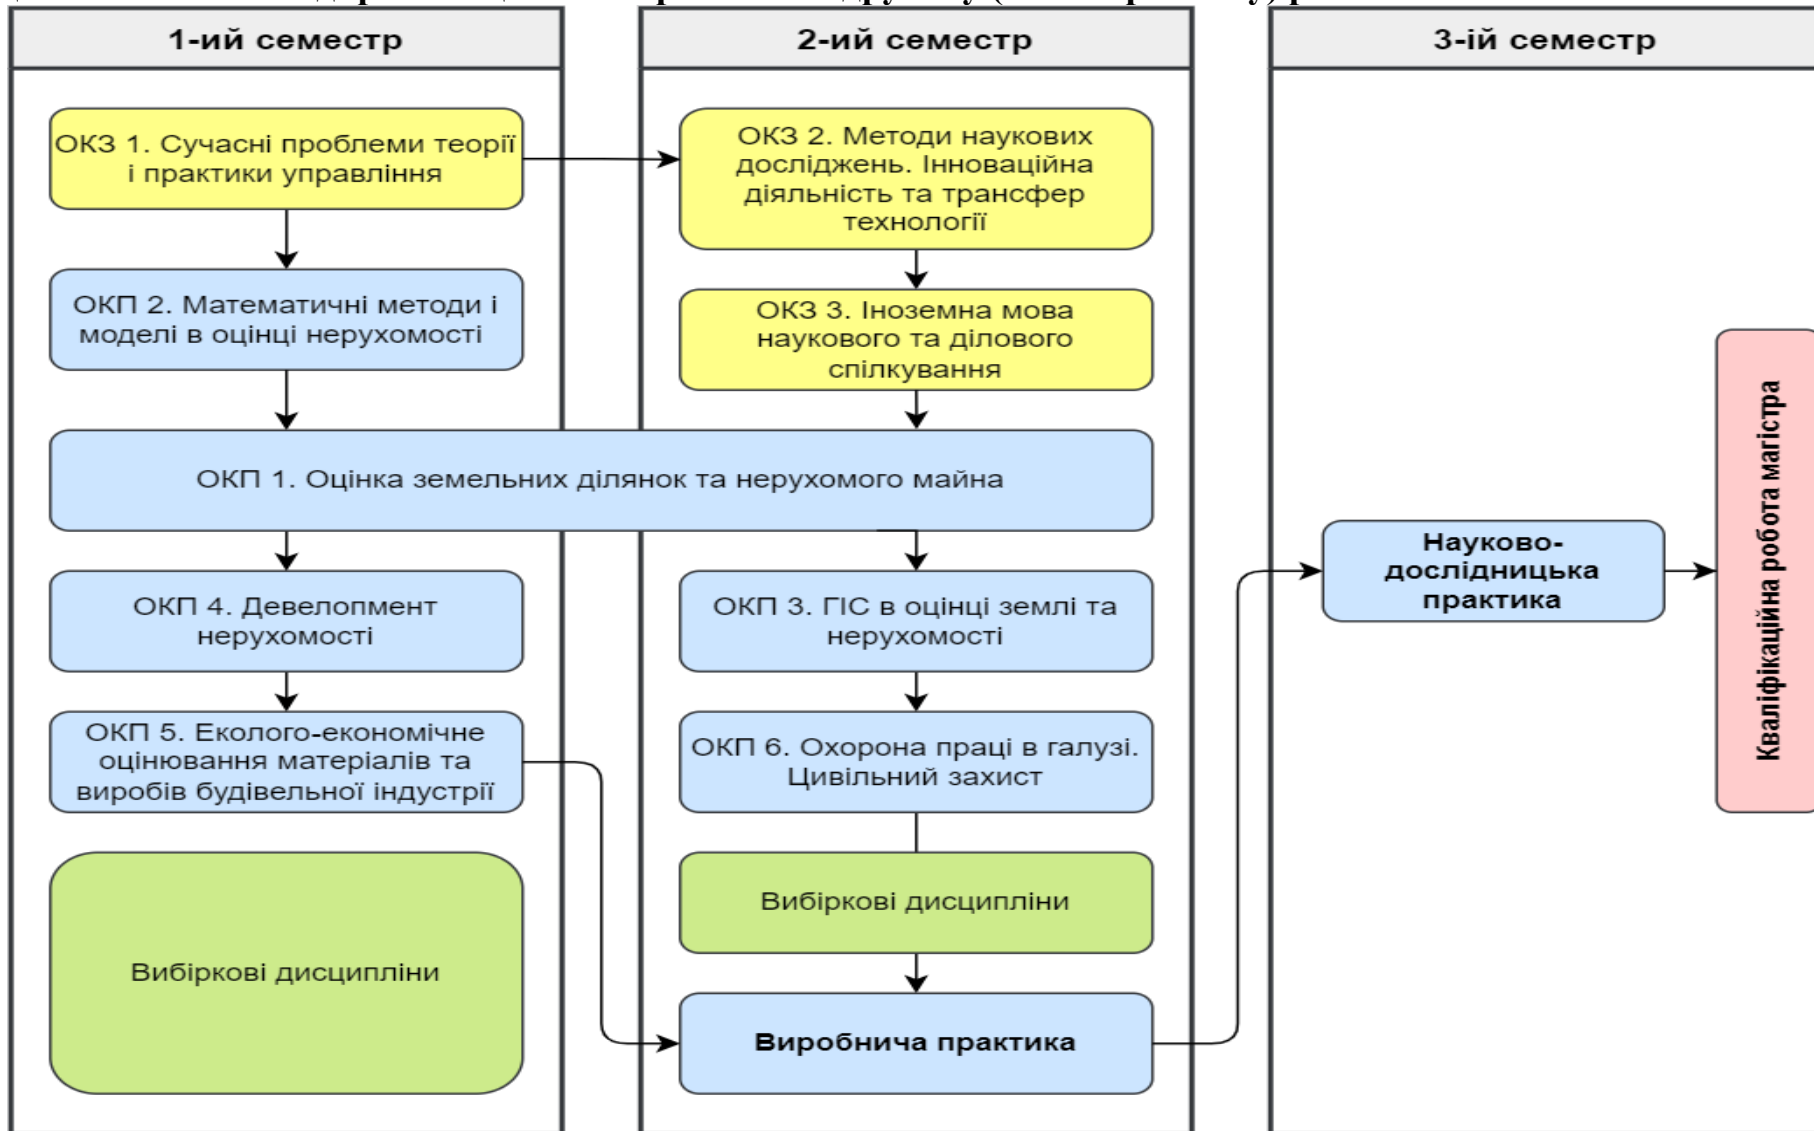 1-ий семестр
ОКЗ 1. Сучасні проблеми теорії
і практики управління
ОКП 2. Математичні методи і
моделі в оцінці нерухомості
ОКП 1. Оцінка земельних ділянок та нерухомого майна
ОКП 4. Девелопмент
нерухомості
ОКП 5. Еколого-економічне
оцінювання матеріалів та
виробів будівельної індустрії
Вибіркові дисципліни
2-ий семестр
ОКЗ 2. Методи наукових
досліджень. Інноваційна
діяльність та трансфер
технології
ОКЗ 3. Іноземна мова
наукового та ділового
спілкування
ОКП 3. ГІС в оцінці землі та
нерухомості
ОКП 6. Охорона праці в галузі.
Цивільний захист
Вибіркові дисципліни
Виробнича практика
3-ій семестр
Науково-
дослідницька
практика
Кваліфікаційна робота магістра